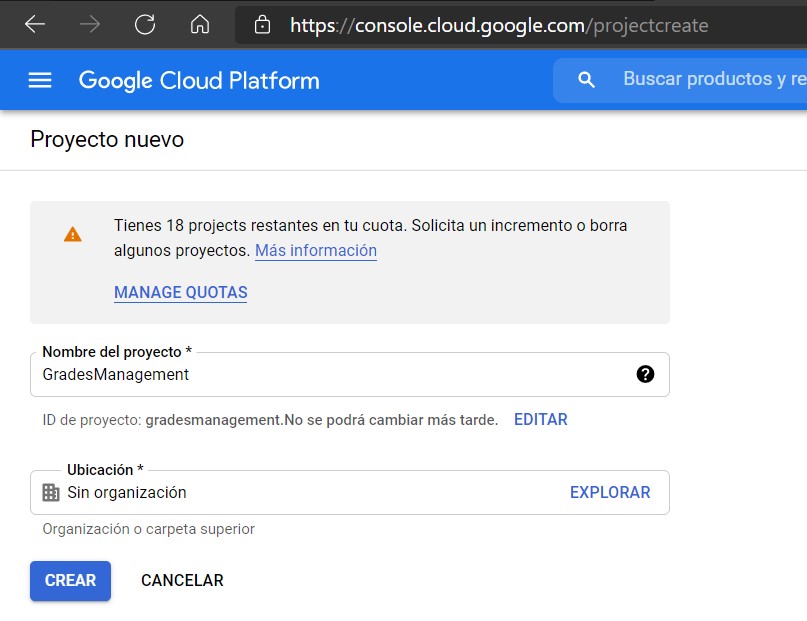 https://console.cloud.google.com/projectcreate
Google Cloud Platform
Buscar productos y re
Proyecto nuevo
Tienes 18 projects restantes en tu cuota. Solicita un incremento o borra
algunos proyectos. Más información
MANAGE QUOTAS
Nombre del proyecto *
GradesManagement
ID de proyecto: gradesmanagement.No se podrá cambiar más tarde. EDITAR
Ubicación *
Sin organización EXPLORAR
Organización o carpeta superior
CREAR CANCELAR